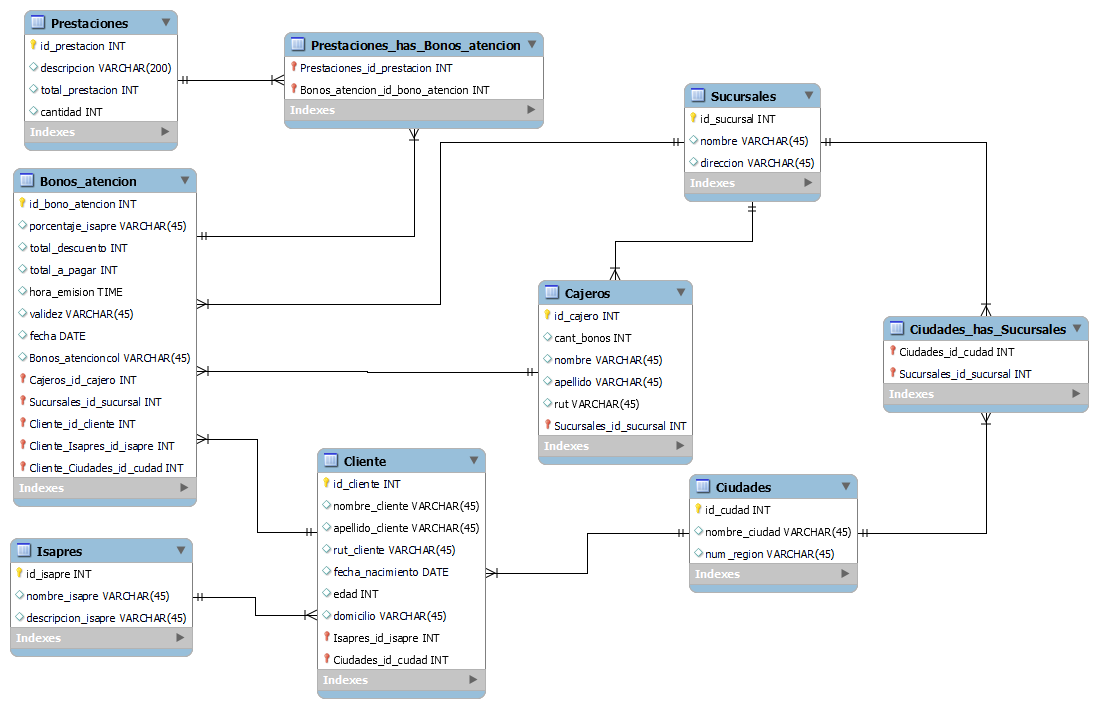 Prestaciones
id_prestacion INT
descripcion VARCHAR(200)
total_prestacion INT
cantidad INT
Indexes
Prestaciones_has_Bonos_atencion
Prestaciones_id_prestacion INT
Bonos_atencion_id_bono_atencion INT
Indexes
Sucursales
id_sucursal INT
nombre VARCHAR(45)
direccion VARCHAR(45)
Indexes
Bonos_atencion
id_bono_atencion INT
porcentaje_isapre VARCHAR(45)
total_descuento INT
total_a_pagar INT
hora_emision TIME
validez VARCHAR(45)
fecha DATE
Bonos_atencioncol VARCHAR(45)
Cajeros_id_cajero INT
Sucursales_id_sucursal INT
Cliente_id_cliente INT
Cliente_Isapres_id_isapre INT
Cliente_Ciudades_id_cudad INT
Indexes
Cajeros
id_cajero INT
cant_bonos INT
nombre VARCHAR(45)
apellido VARCHAR(45)
rut VARCHAR(45)
Sucursales_id_sucursal INT
Indexes
Ciudades_has_Sucursales
Ciudades_id_cudad INT
Sucursales_id_sucursal INT
Indexes
Cliente
id_cliente INT
nombre_cliente VARCHAR(45)
apellido_cliente VARCHAR(45)
rut_cliente VARCHAR(45)
fecha_nacimiento DATE
edad INT
domicilio VARCHAR(45)
Isapres_id_isapre INT
Ciudades_id_cudad INT
Indexes
Ciudades
id_cudad INT
nombre_ciudad VARCHAR(45)
num_region VARCHAR(45)
Indexes
Isapres
id_isapre INT
nombre_isapre VARCHAR(45)
descripcion_isapre VARCHAR(45)
Indexes